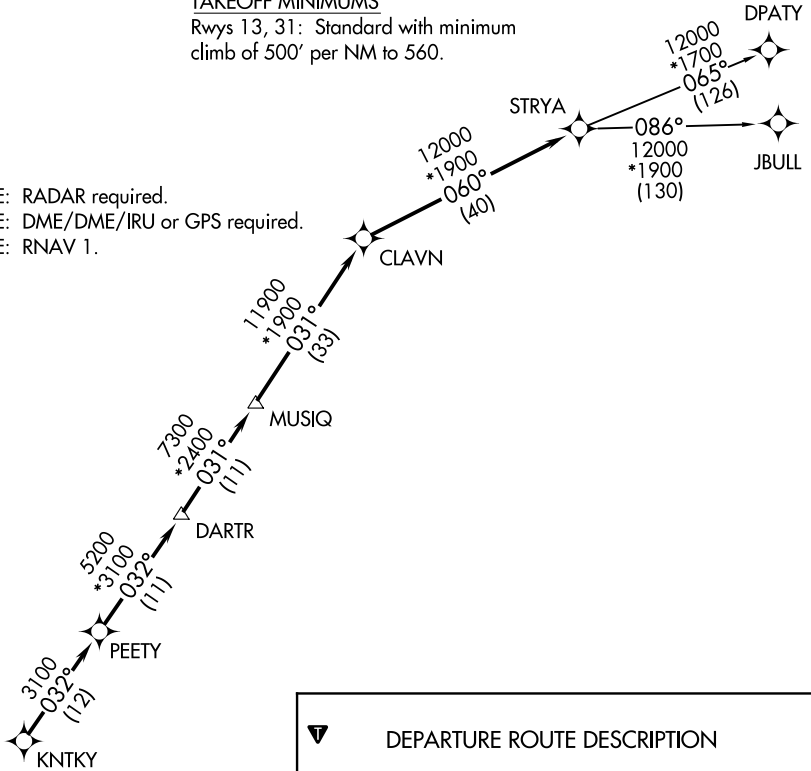 TAKEOFF MINIMUMS
Rwys 13, 31: Standard with minimum
climb of 500' per NM to 560.
DPATY
12000
*1700
065°
(126)
STRYA
086°
12000
*1900
(130)
JBULL
12000
*1900
060°
(40)
E: RADAR required.
E: DME/DME/IRU or GPS required.
E: RNAV 1.
CLAVN
11900
*1900
031°
(33)
MUSIQ
7300
*2400
031°
(11)
DARTR
5200
*3100
032°
(11)
PEETY
3100
032°
(12)
KNTKY
T
DEPARTURE ROUTE DESCRIPTION